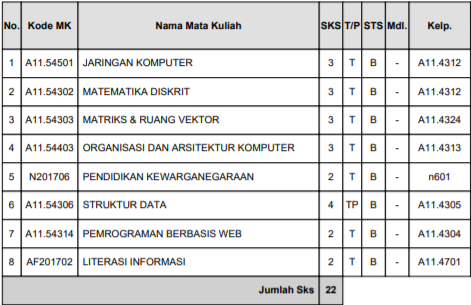 No. Kode MK Nama Mata Kuliah SKS T/P STS Mdl. Kelp.
1 A11.54501 JARINGAN KOMPUTER 3 T B - A11.4312
2 A11.54302 MATEMATIKA DISKRIT 3 T B - A11.4312
3 A11.54303 MATRIKS & RUANG VEKTOR 3 T B - A11.4324
4 A11.54403 ORGANISASI DAN ARSITEKTUR KOMPUTER 3 T B - A11.4313
5 N201706 PENDIDIKAN KEWARGANEGARAAN 2 T B - n601
6 A11.54306 STRUKTUR DATA 4 TP B - A11.4305
7 A11.54314 PEMROGRAMAN BERBASIS WEB 2 T B - A11.4304
8 AF201702 LITERASI INFORMASI 2 T B - A11.4701
Jumlah Sks 22